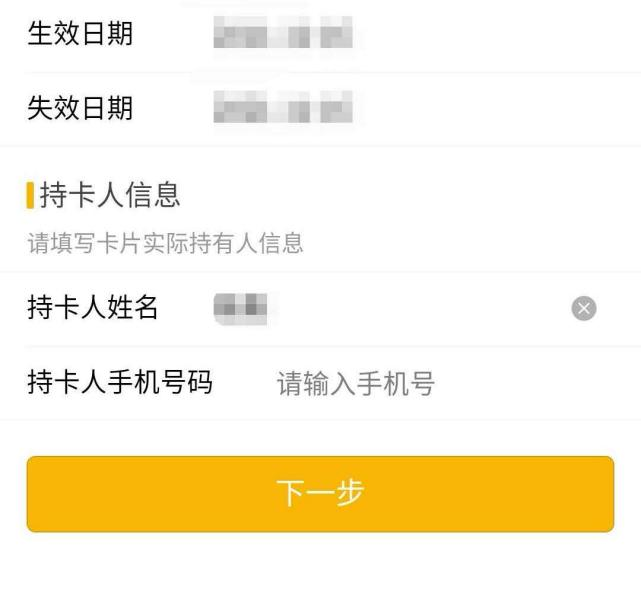 生效日期
失效日期
持卡人信息
请填写卡片实际持有人信息
持卡人姓名
持卡人手机号码 请输入手机号
下一步